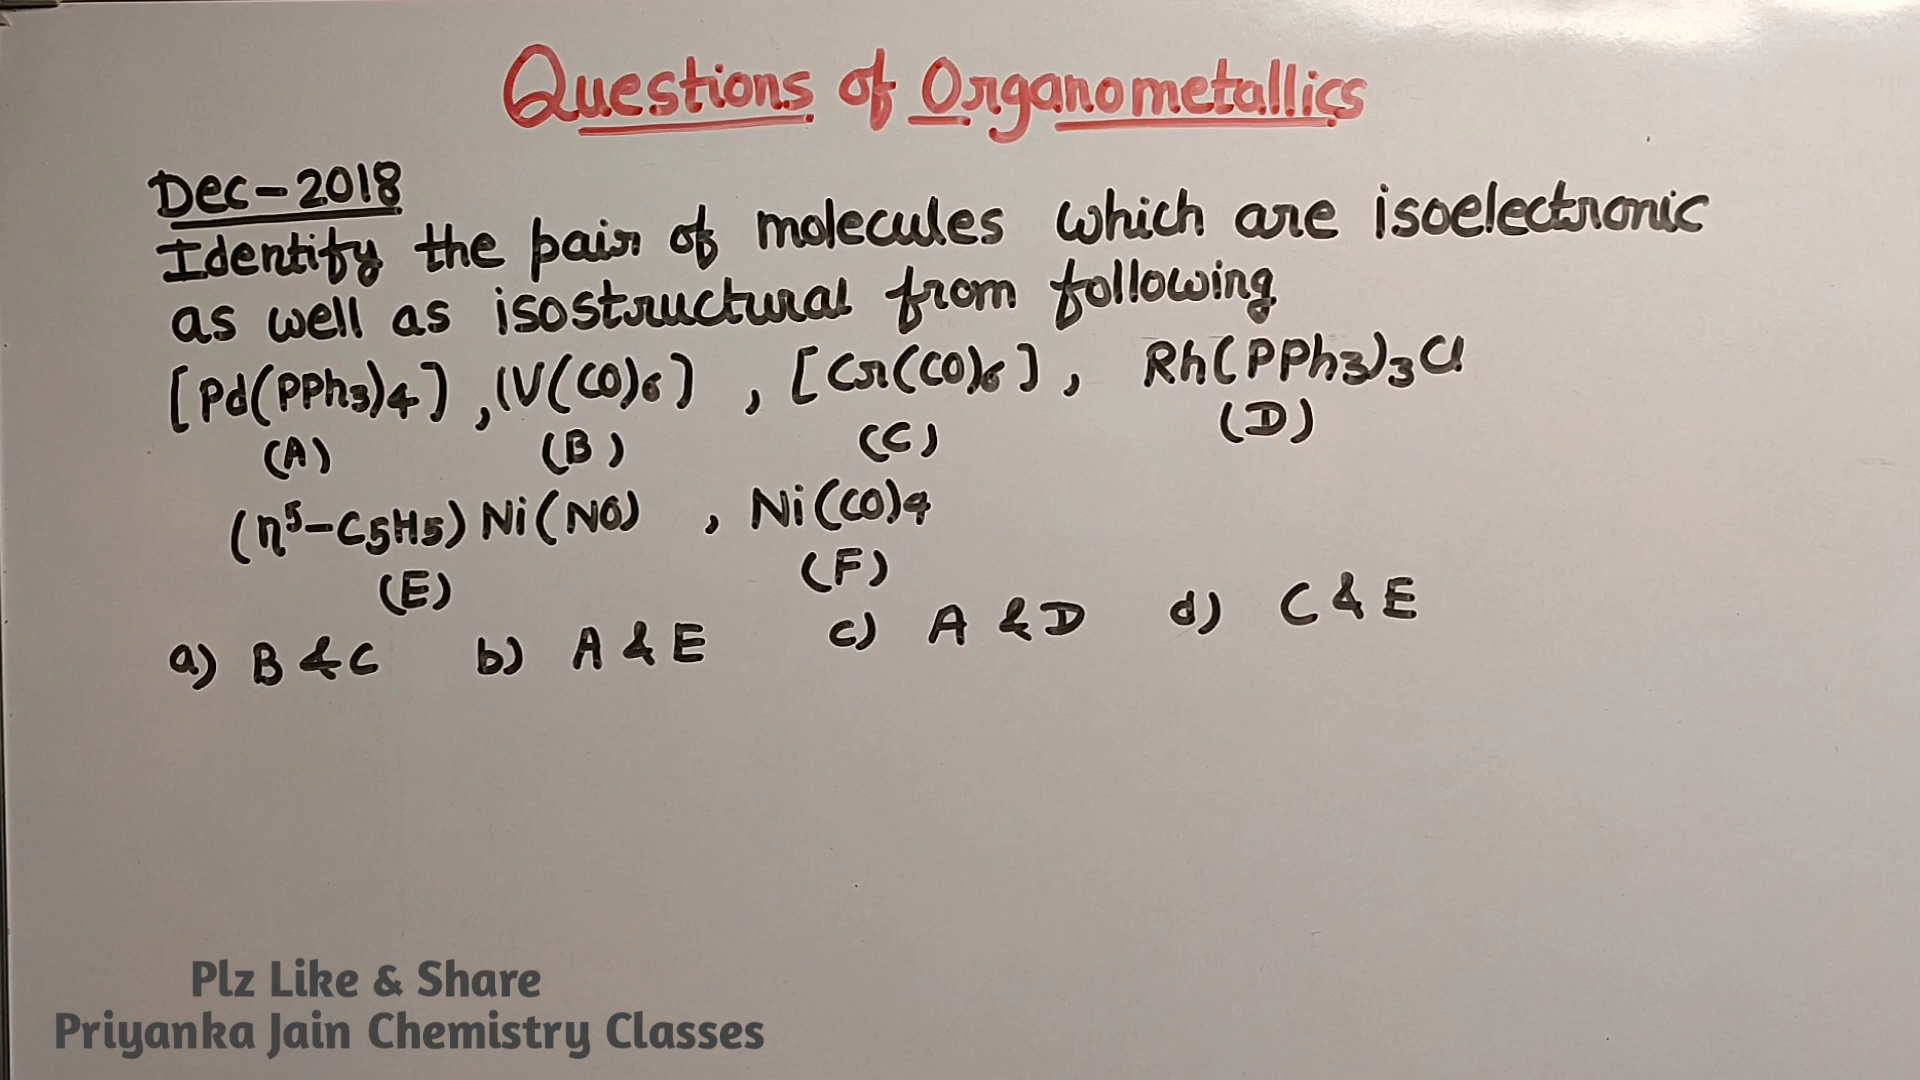 Questions of Organometallics
Dec-2018
Identify the pair of molecules which are isoelectronic
as well as isostructural from following
[Pd(PPh3)4], (V(CO)6], [Cr(CO)6], Rh(PPh3)3Cl
(A) (B) (C) (D)
(η⁵-C5H5)Ni(NO), Ni(CO)4
(E) (F)
a) B & C b) A & E c) A & D d) C & E
Plz Like & Share
Priyanka Jain Chemistry Classes